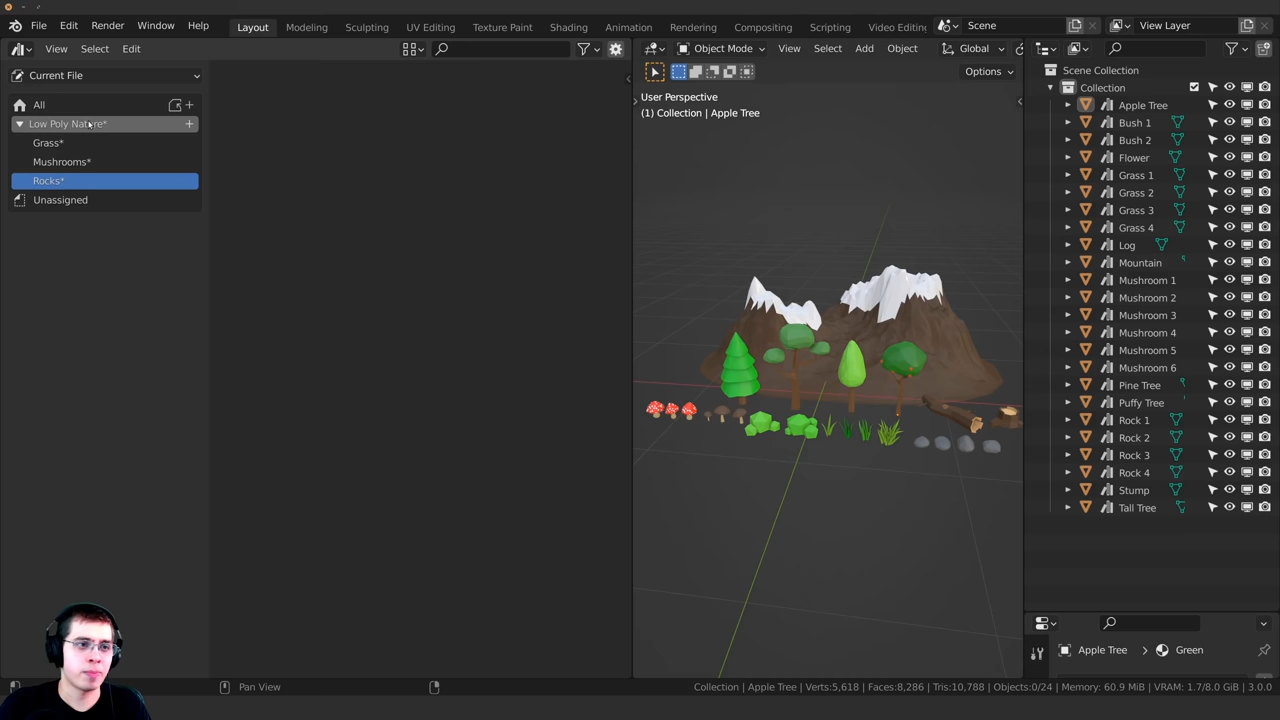 File Edit Render Window Help Layout Modeling Sculpting UV Editing Texture Paint Shading Animation Rendering Compositing Scripting Video Editing Scene View Layer
View Select Edit
Object Mode View Select Add Object Global
Current File
Options
All
Low Poly Nature*
Grass*
Mushrooms*
Rocks*
Unassigned
User Perspective
(1) Collection | Apple Tree
Scene Collection
Collection
Apple Tree
Bush 1
Bush 2
Flower
Grass 1
Grass 2
Grass 3
Grass 4
Log
Mountain
Mushroom 1
Mushroom 2
Mushroom 3
Mushroom 4
Mushroom 5
Mushroom 6
Pine Tree
Puffy Tree
Rock 1
Rock 2
Rock 3
Rock 4
Stump
Tall Tree
Apple Tree > Green
Pan View
Collection | Apple Tree | Verts:5,618 | Faces:8,286 | Tris:10,788 | Objects:0/24 | Memory: 60.9 MiB | VRAM: 1.7/8.0 GiB | 3.0.0